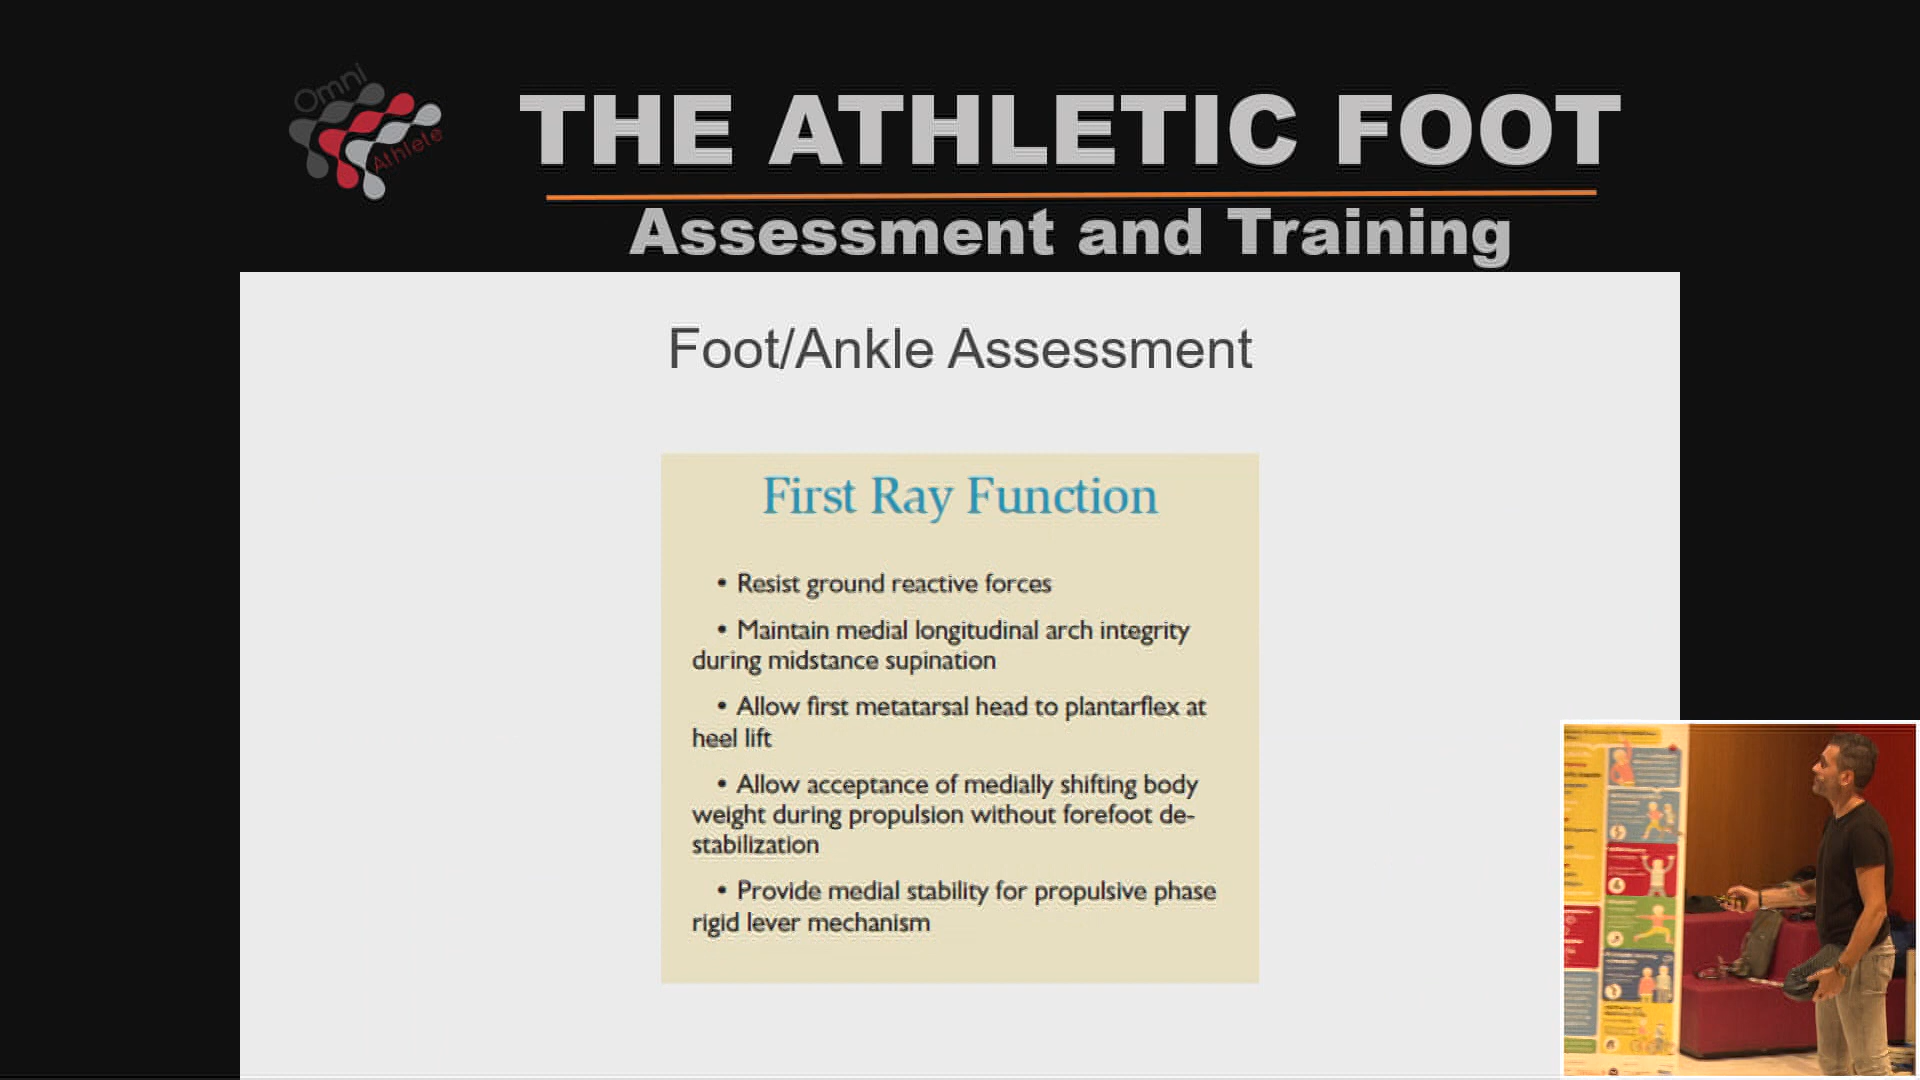 Omni
Athlete
THE ATHLETIC FOOT
Assessment and Training
Foot/Ankle Assessment
First Ray Function
• Resist ground reactive forces
• Maintain medial longitudinal arch integrity
during midstance supination
• Allow first metatarsal head to plantarflex at
heel lift
• Allow acceptance of medially shifting body
weight during propulsion without forefoot de-
stabilization
• Provide medial stability for propulsive phase
rigid lever mechanism